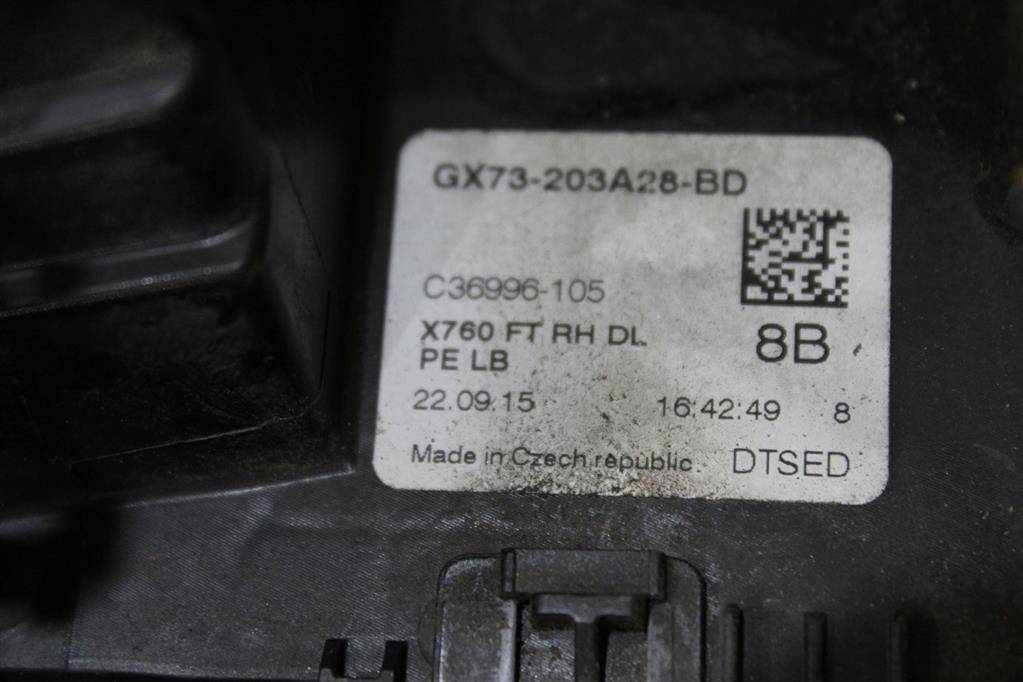 GX73-203A28-BD
C36996-105
X760 FT RH DL
8B
PE LB
22.09.15 16:42:49 8
Made in Czech republic DTSED